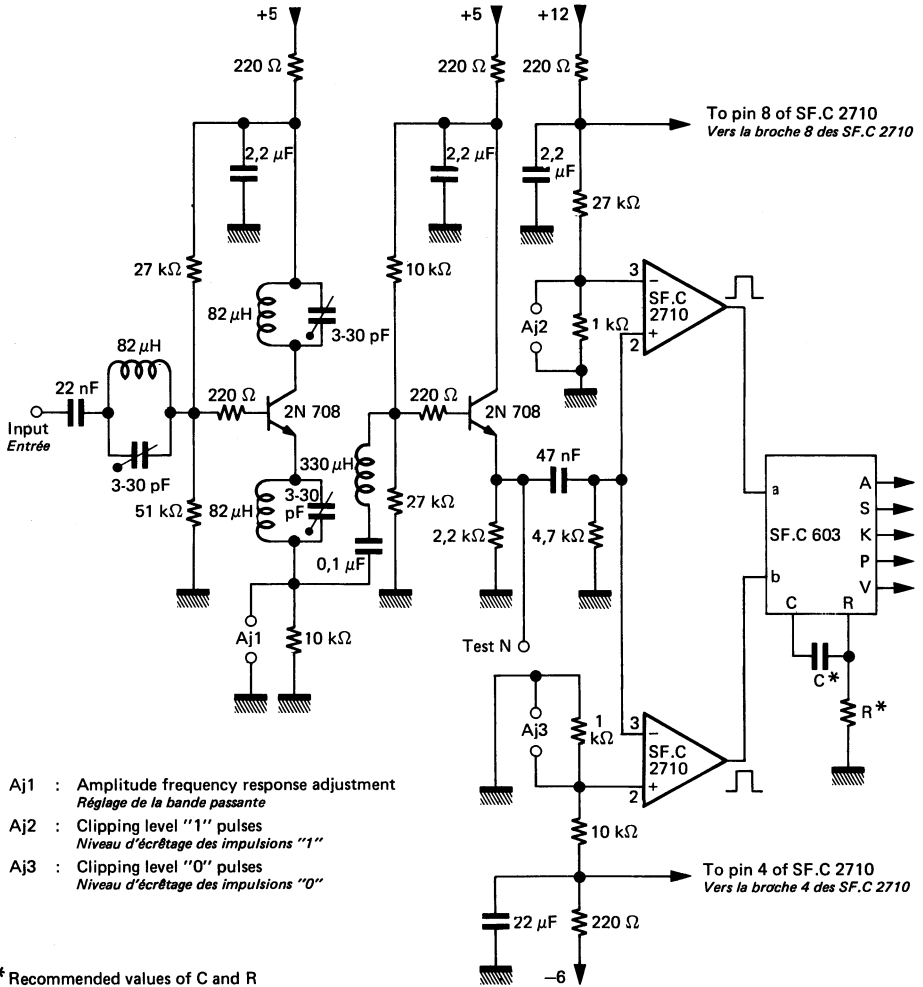 +5
+5
+12
220 Ω
220 Ω
220 Ω
To pin 8 of SF.C 2710
Vers la broche 8 des SF.C 2710
2,2 µF
2,2 µF
2,2
µF
27 kΩ
27 kΩ
10 kΩ
3
−
SF.C
2710
+
2
82 µH
3-30 pF
Aj2
1 kΩ
82 µH
22 nF
220 Ω
2N 708
220 Ω
2N 708
Input
Entrée
3-30 pF
330 µH
47 nF
51 kΩ
82 µH
3-30
pF
27 kΩ
2,2 kΩ
4,7 kΩ
0,1 µF
a
SF.C 603
b
A
S
K
P
V
C
R
Aj1
10 kΩ
Test N
C*
R*
Aj3
1
kΩ
3
−
SF.C
2710
+
2
10 kΩ
To pin 4 of SF.C 2710
Vers la broche 4 des SF.C 2710
22 µF
220 Ω
−6
Aj1 : Amplitude frequency response adjustment
Réglage de la bande passante
Aj2 : Clipping level "1" pulses
Niveau d'écrêtage des impulsions "1"
Aj3 : Clipping level "0" pulses
Niveau d'écrêtage des impulsions "0"
* Recommended values of C and R